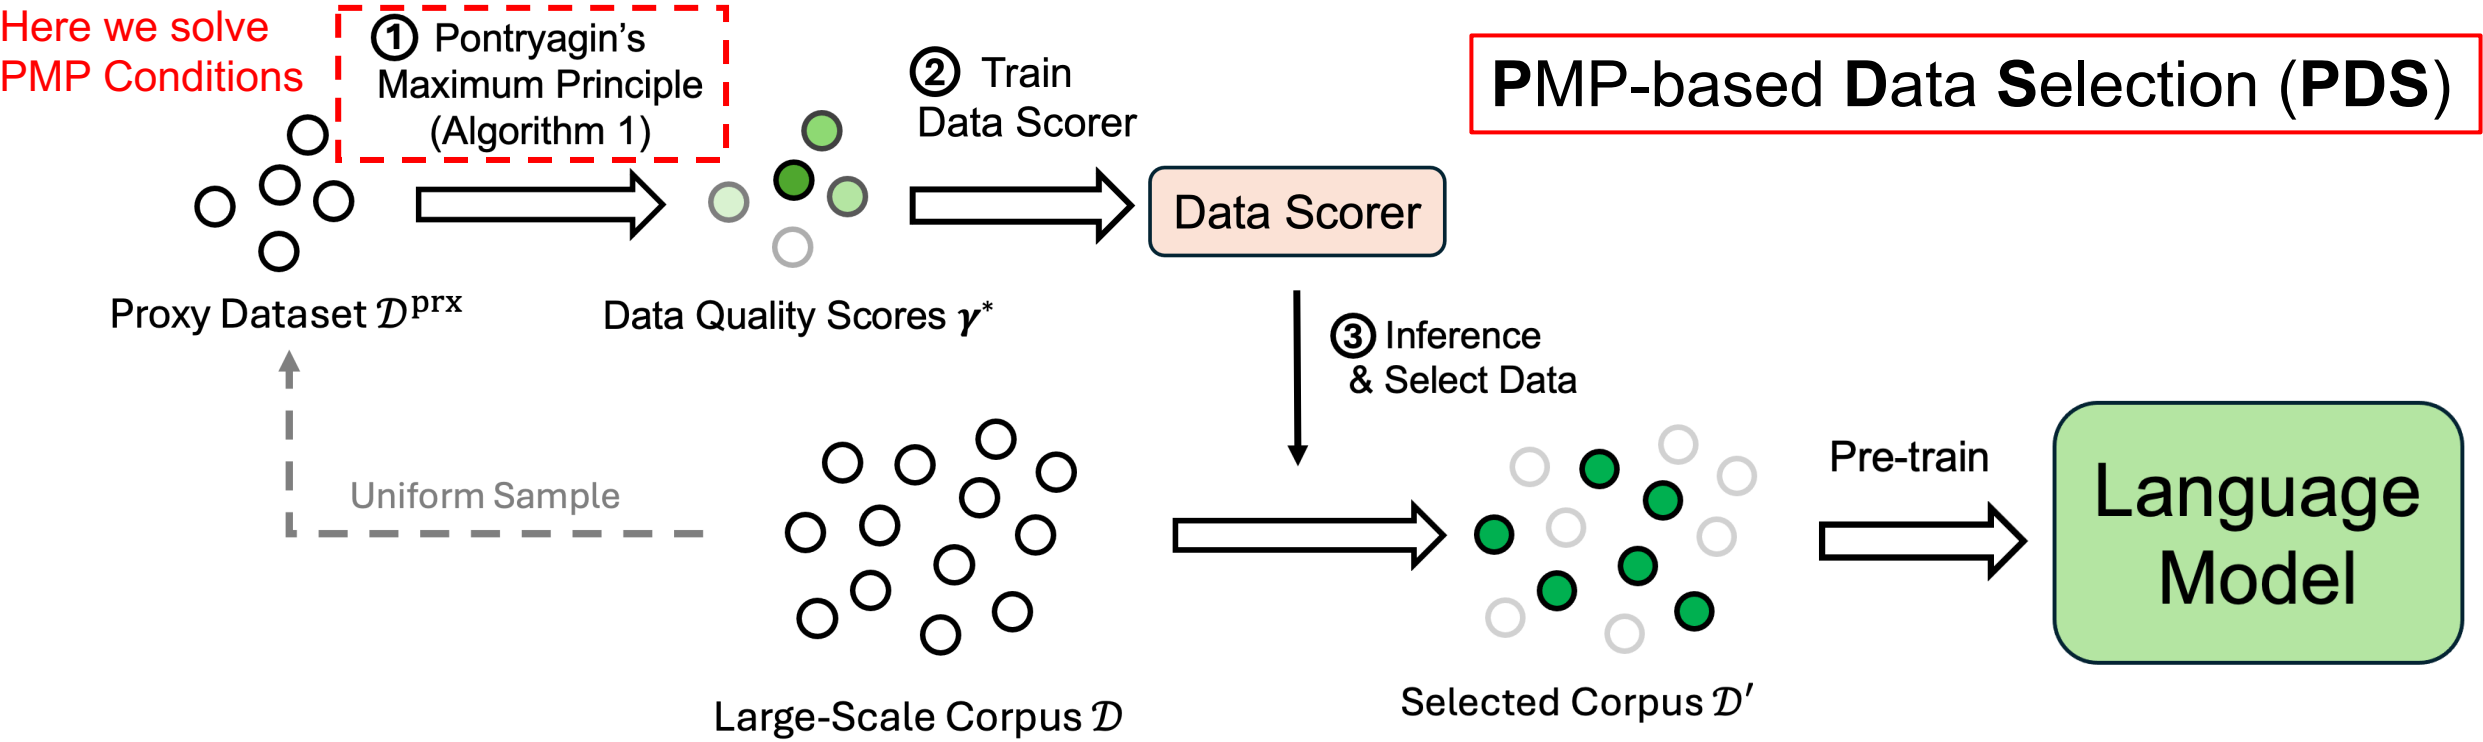 Here we solve
PMP Conditions
① Pontryagin's
Maximum Principle
(Algorithm 1)
② Train
Data Scorer
PMP-based Data Selection (PDS)
Data Scorer
Proxy Dataset 𝒟ᵖʳˣ
Data Quality Scores γ*
③ Inference
& Select Data
Uniform Sample
Pre-train
Language
Model
Large-Scale Corpus 𝒟
Selected Corpus 𝒟′